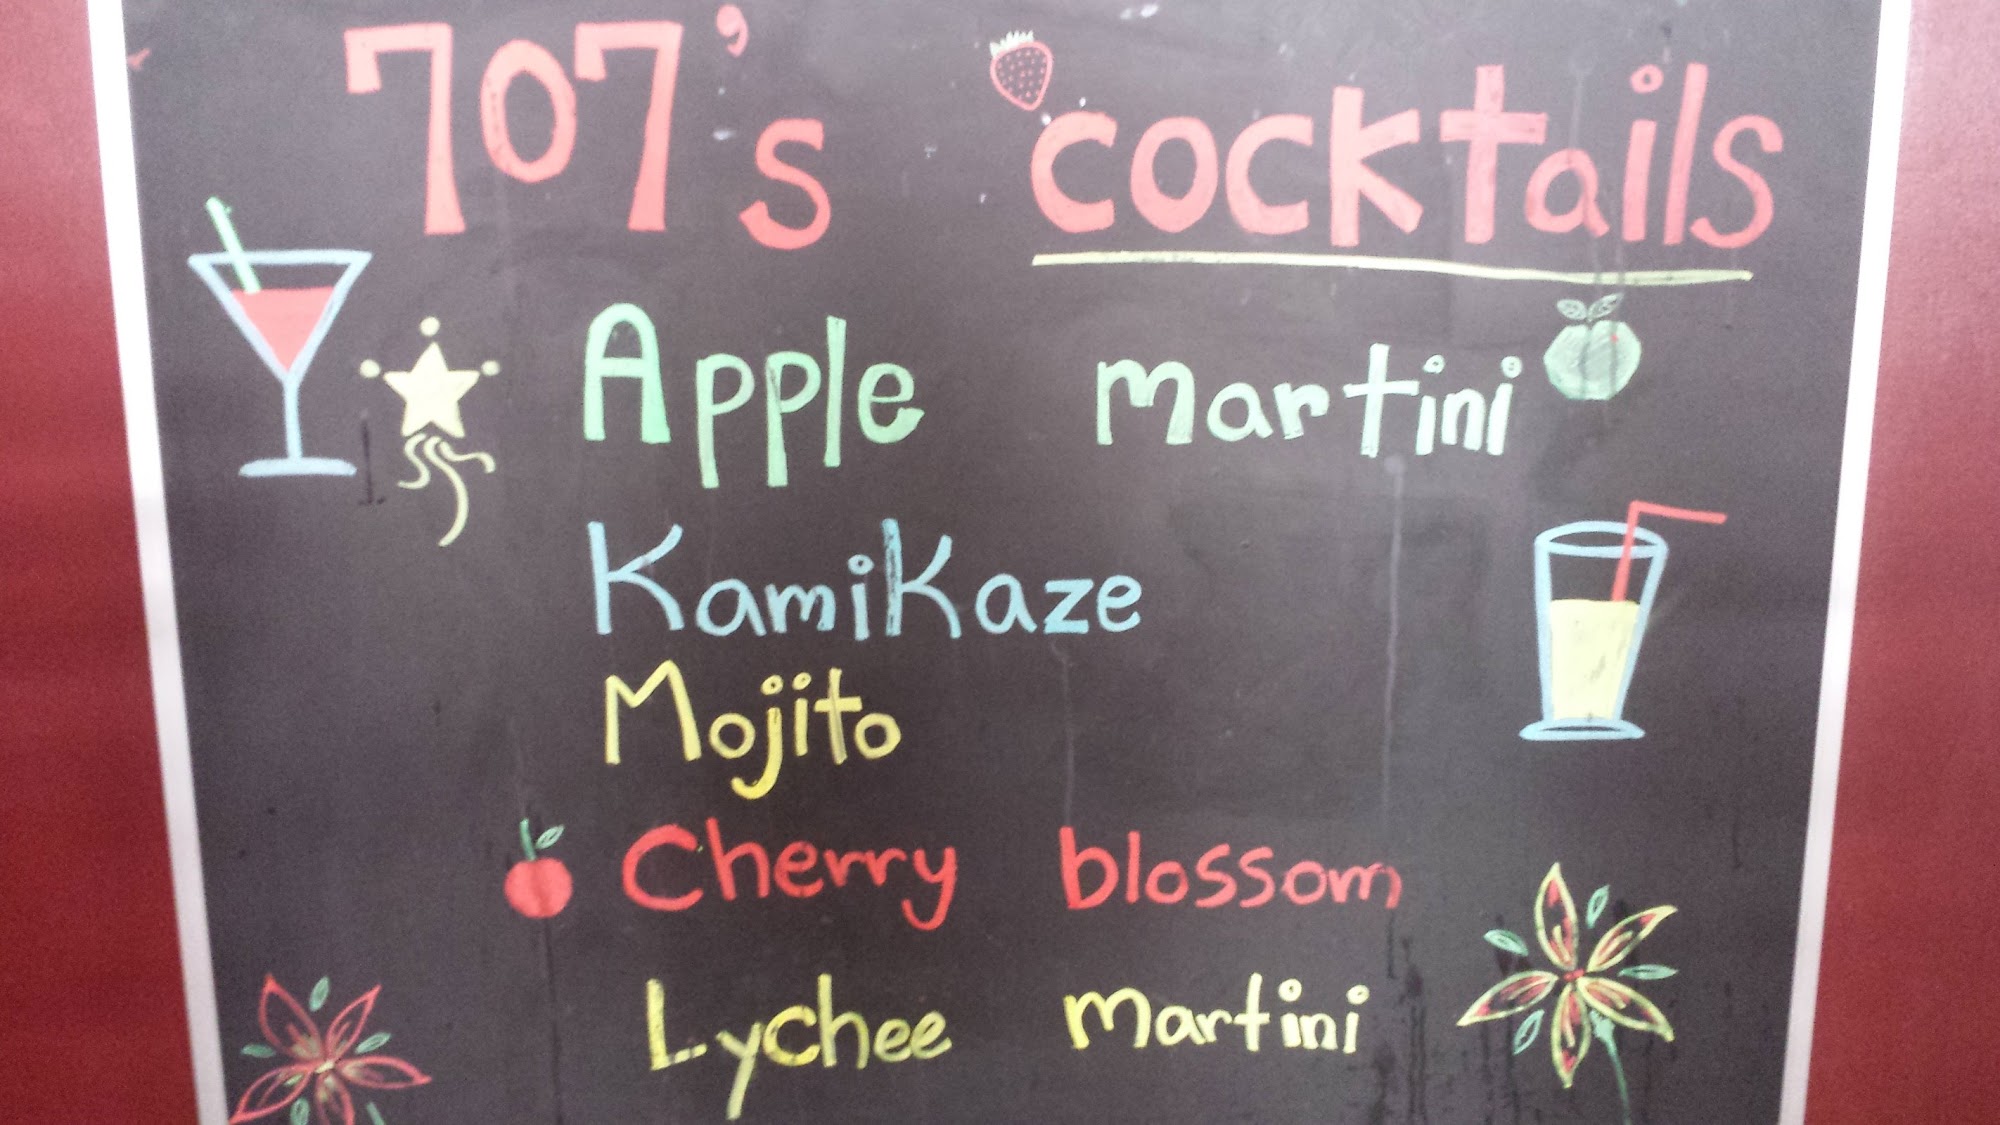 707's cocktails
Apple martini
Kamikaze
Mojito
Cherry blossom
Lychee martini